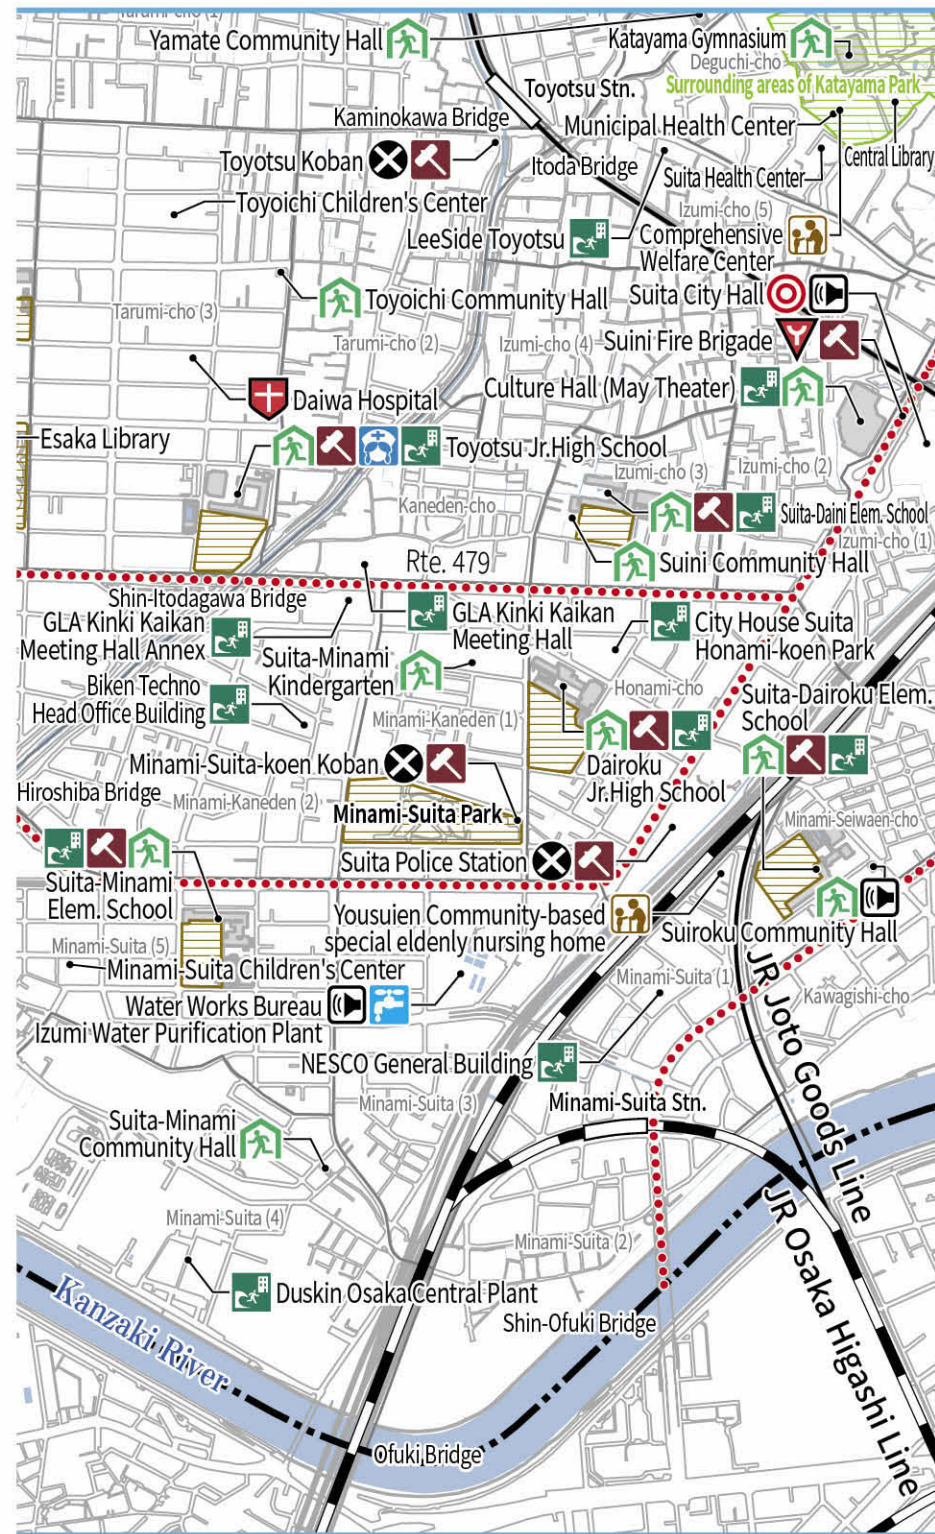 Tarumi-cho (1)
Yamate Community Hall
Katayama Gymnasium
Deguchi-cho
Surrounding areas of Katayama Park
Toyotsu Stn.
Kaminokawa Bridge
Municipal Health Center
Toyotsu Koban
Itoda Bridge
Central Library
Suita Health Center
Toyoichi Children's Center
Izumi-cho (5)
LeeSide Toyotsu
Comprehensive
Welfare Center
Suita City Hall
Toyoichi Community Hall
Tarumi-cho (3)
Tarumi-cho (2)
Izumi-cho (4)
Suini Fire Brigade
Culture Hall (May Theater)
Daiwa Hospital
Esaka Library
Toyotsu Jr.High School
Izumi-cho (3)
Izumi-cho (2)
Kaneden-cho
Suita-Daini Elem. School
Izumi-cho (1)
Rte. 479
Suini Community Hall
Shin-Itodagawa Bridge
GLA Kinki Kaikan
Meeting Hall Annex
GLA Kinki Kaikan
Meeting Hall
City House Suita
Honami-koen Park
Suita-Minami
Kindergarten
Biken Techno
Head Office Building
Honami-cho
Suita-Dairoku Elem.
School
Minami-Kaneden (1)
Minami-Suita-koen Koban
Dairoku
Jr.High School
Hiroshiba Bridge
Minami-Kaneden (2)
Minami-Suita Park
Minami-Seiwaen-cho
Suita Police Station
Suita-Minami
Elem. School
Yousuien Community-based
special eldenly nursing home
Suiroku Community Hall
Minami-Suita (5)
Minami-Suita Children's Center
Minami-Suita (1)
Kawagishi-cho
Water Works Bureau
Izumi Water Purification Plant
JR Joto Goods Line
NESCO General Building
Minami-Suita (3)
Minami-Suita Stn.
Suita-Minami
Community Hall
Minami-Suita (4)
Minami-Suita (2)
JR Osaka Higashi Line
Duskin Osaka Central Plant
Kanzaki River
Shin-Ofuki Bridge
Ofuki Bridge